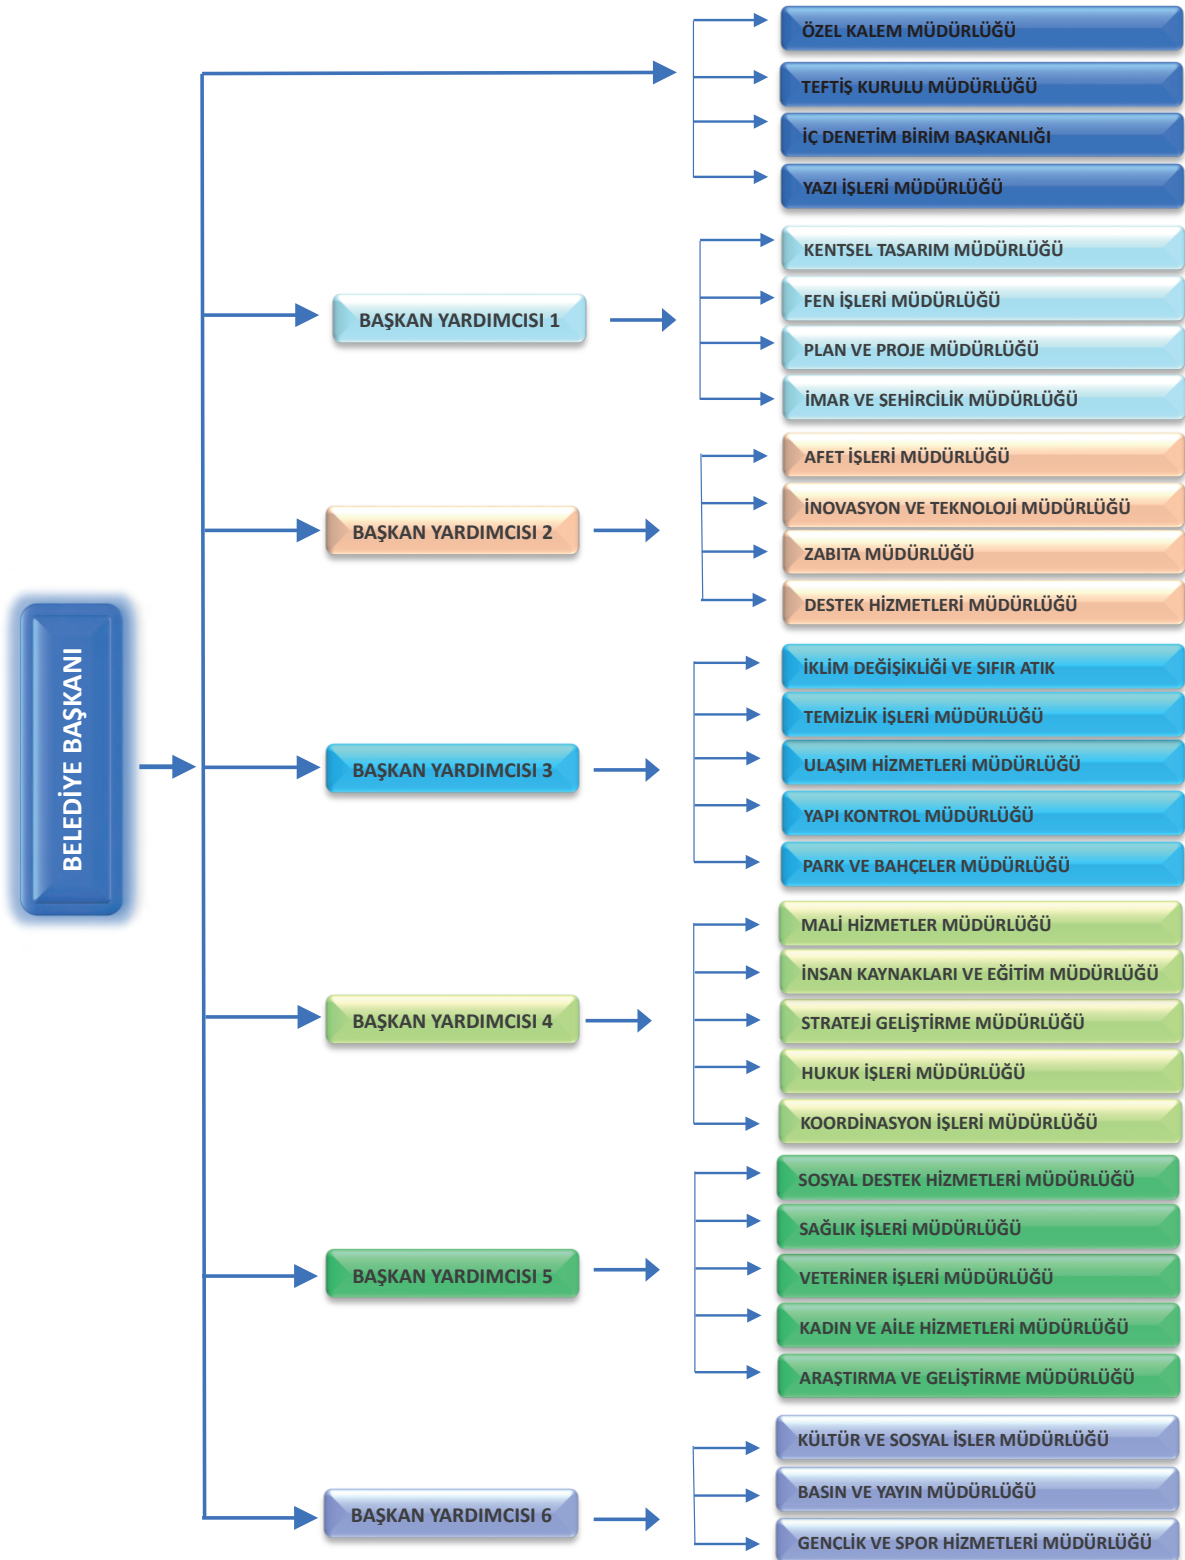 ÖZEL KALEM MÜDÜRLÜĞÜ
TEFTİŞ KURULU MÜDÜRLÜĞÜ
İÇ DENETİM BİRİM BAŞKANLIĞI
YAZI İŞLERİ MÜDÜRLÜĞÜ
BAŞKAN YARDIMCISI 1
KENTSEL TASARIM MÜDÜRLÜĞÜ
FEN İŞLERİ MÜDÜRLÜĞÜ
PLAN VE PROJE MÜDÜRLÜĞÜ
İMAR VE ŞEHİRCİLİK MÜDÜRLÜĞÜ
BAŞKAN YARDIMCISI 2
AFET İŞLERİ MÜDÜRLÜĞÜ
İNOVASYON VE TEKNOLOJİ MÜDÜRLÜĞÜ
ZABITA MÜDÜRLÜĞÜ
DESTEK HİZMETLERİ MÜDÜRLÜĞÜ
BELEDİYE BAŞKANI
BAŞKAN YARDIMCISI 3
İKLİM DEĞİŞİKLİĞİ VE SIFIR ATIK
TEMİZLİK İŞLERİ MÜDÜRLÜĞÜ
ULAŞIM HİZMETLERİ MÜDÜRLÜĞÜ
YAPI KONTROL MÜDÜRLÜĞÜ
PARK VE BAHÇELER MÜDÜRLÜĞÜ
BAŞKAN YARDIMCISI 4
MALİ HİZMETLER MÜDÜRLÜĞÜ
İNSAN KAYNAKLARI VE EĞİTİM MÜDÜRLÜĞÜ
STRATEJİ GELİŞTİRME MÜDÜRLÜĞÜ
HUKUK İŞLERİ MÜDÜRLÜĞÜ
KOORDİNASYON İŞLERİ MÜDÜRLÜĞÜ
BAŞKAN YARDIMCISI 5
SOSYAL DESTEK HİZMETLERİ MÜDÜRLÜĞÜ
SAĞLIK İŞLERİ MÜDÜRLÜĞÜ
VETERİNER İŞLERİ MÜDÜRLÜĞÜ
KADIN VE AİLE HİZMETLERİ MÜDÜRLÜĞÜ
ARAŞTIRMA VE GELİŞTİRME MÜDÜRLÜĞÜ
BAŞKAN YARDIMCISI 6
KÜLTÜR VE SOSYAL İŞLER MÜDÜRLÜĞÜ
BASIN VE YAYIN MÜDÜRLÜĞÜ
GENÇLİK VE SPOR HİZMETLERİ MÜDÜRLÜĞÜ